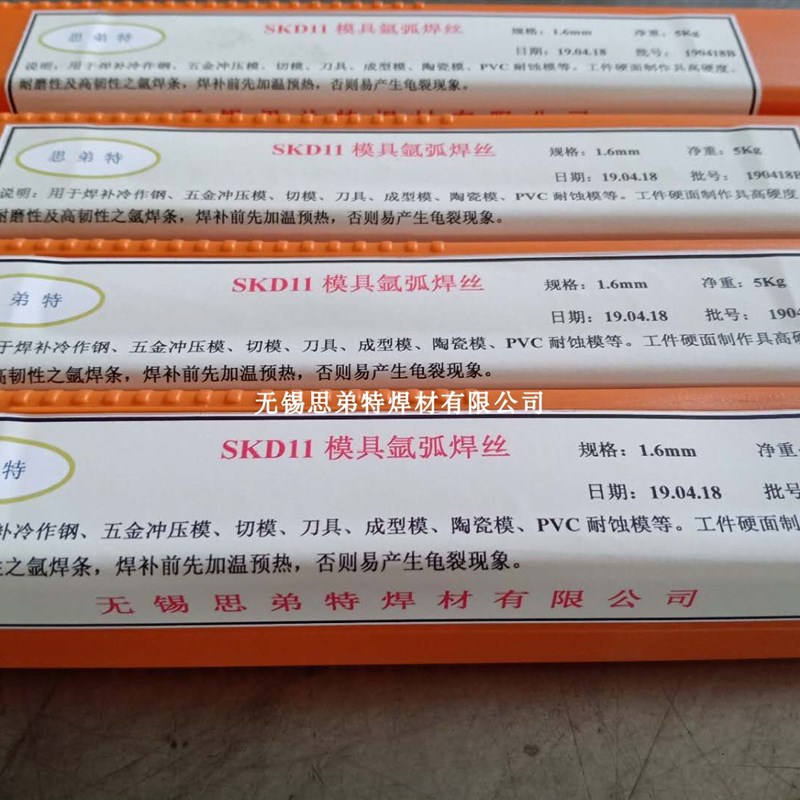 思弟特
SKD11 模具氩弧焊丝
规格：1.6mm
净重：5Kg
日期：19.04.18
批号：190418B
说明：用于焊补冷作钢、五金冲压模、切模、刀具、成型模、陶瓷模、PVC 耐蚀模等。工件硬面制作具高硬度、
耐磨性及高韧性之氩焊条，焊补前先加温预热，否则易产生龟裂现象。
思弟特
SKD11 模具氩弧焊丝
规格：1.6mm
净重：5Kg
日期：19.04.18
批号：190418B
说明：用于焊补冷作钢、五金冲压模、切模、刀具、成型模、陶瓷模、PVC 耐蚀模等。工件硬面制作具高硬度
耐磨性及高韧性之氩焊条，焊补前先加温预热，否则易产生龟裂现象。
弟特
SKD11 模具氩弧焊丝
规格：1.6mm
净重：5Kg
日期：19.04.18
批号：1904
于焊补冷作钢、五金冲压模、切模、刀具、成型模、陶瓷模、PVC 耐蚀模等。工件硬面制作具高硬
高韧性之氩焊条，焊补前先加温预热，否则易产生龟裂现象。
无锡思弟特焊材有限公司
特
SKD11 模具氩弧焊丝
规格：1.6mm
净重：
日期：19.04.18
批号
补冷作钢、五金冲压模、切模、刀具、成型模、陶瓷模、PVC 耐蚀模等。工件硬面制
之氩焊条，焊补前先加温预热，否则易产生龟裂现象。
无锡思弟特焊材有限公司